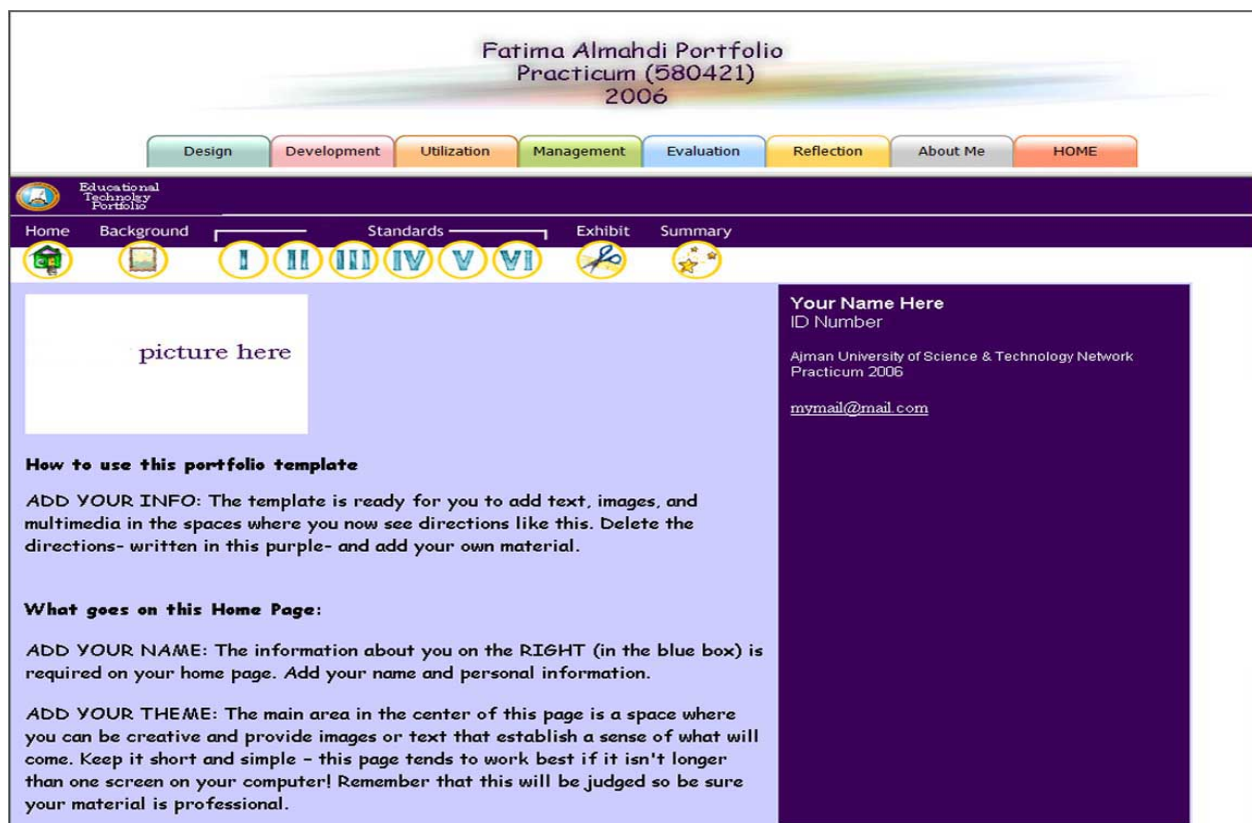 Fatima Almahdi Portfolio
Practicum (580421)
2006
Design Development Utilization Management Evaluation Reflection About Me HOME
Educational
Technolgy
Portfolio
Home Background Standards Exhibit Summary
I II III IV V VI
picture here
How to use this portfolio template
ADD YOUR INFO: The template is ready for you to add text, images, and
multimedia in the spaces where you now see directions like this. Delete the
directions- written in this purple- and add your own material.
What goes on this Home Page:
ADD YOUR NAME: The information about you on the RIGHT (in the blue box) is
required on your home page. Add your name and personal information.
ADD YOUR THEME: The main area in the center of this page is a space where
you can be creative and provide images or text that establish a sense of what will
come. Keep it short and simple – this page tends to work best if it isn't longer
than one screen on your computer! Remember that this will be judged so be sure
your material is professional.
Your Name Here
ID Number
Ajman University of Science & Technology Network
Practicum 2006
mymail@mail.com